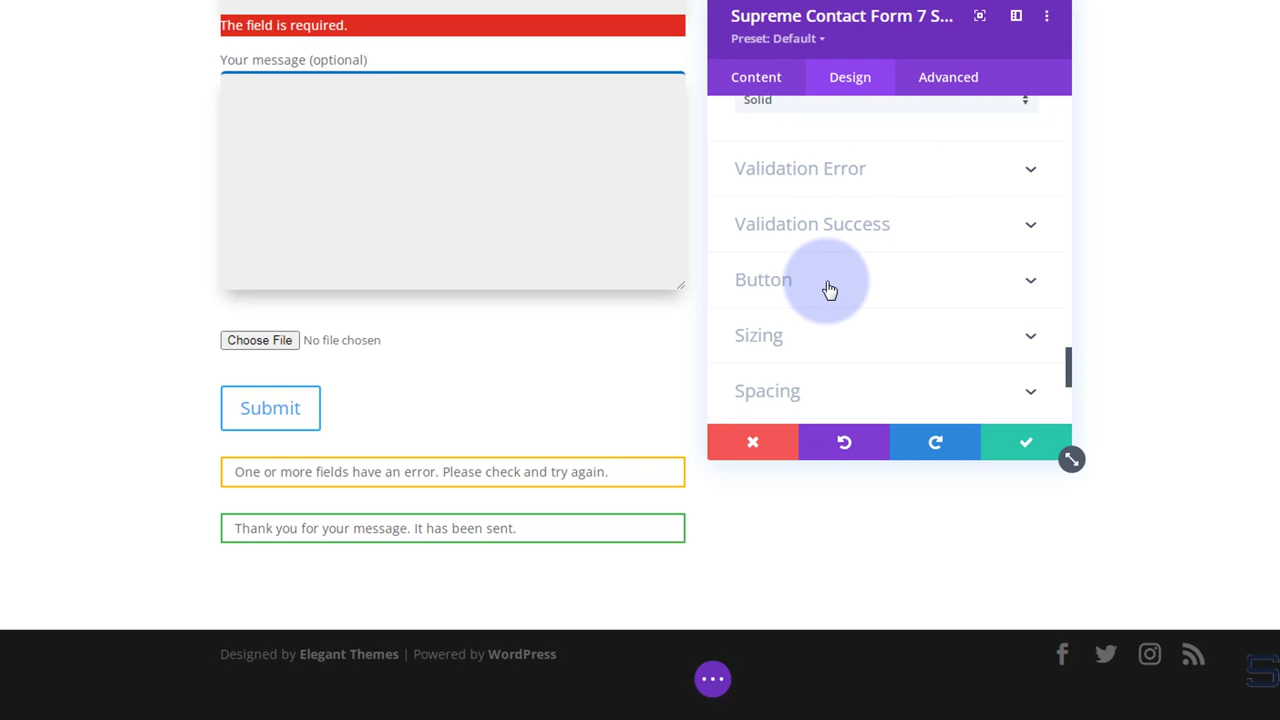 The field is required.
Your message (optional)
Choose File No file chosen
Submit
One or more fields have an error. Please check and try again.
Thank you for your message. It has been sent.
Supreme Contact Form 7 S...
Preset: Default
Content Design Advanced
Solid
Validation Error
Validation Success
Button
Sizing
Spacing
Designed by Elegant Themes | Powered by WordPress